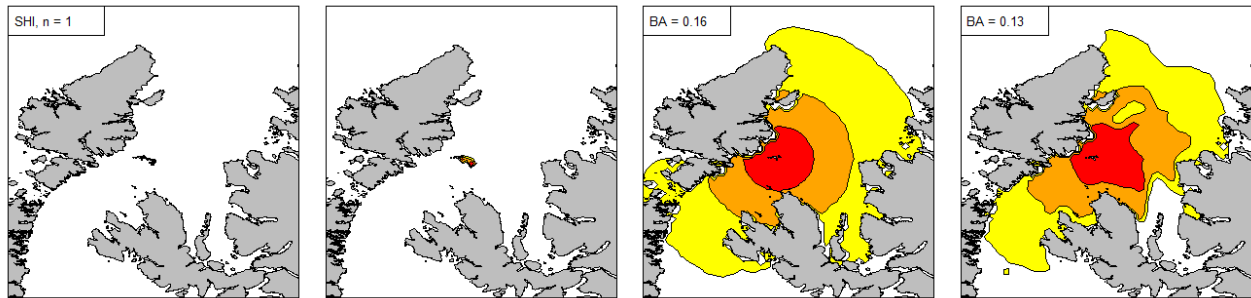 SHI, n = 1
BA = 0.16
BA = 0.13